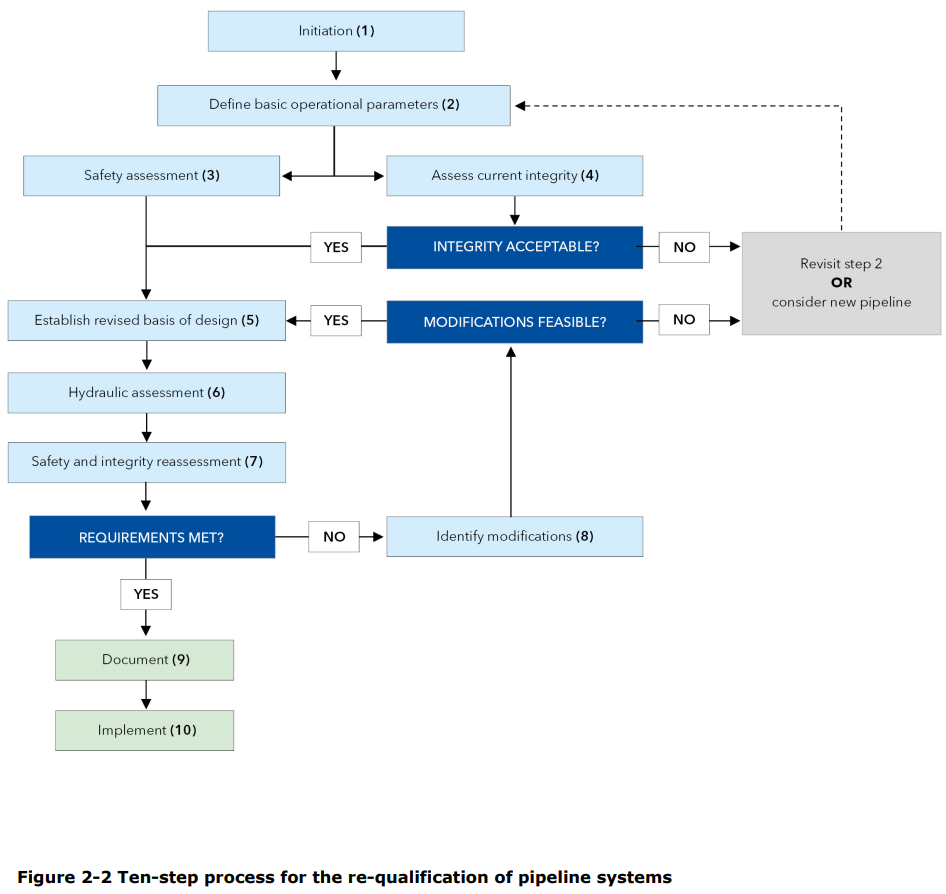 Initiation (1)
Define basic operational parameters (2)
Safety assessment (3)
Assess current integrity (4)
YES
INTEGRITY ACCEPTABLE?
NO
Revisit step 2
OR
consider new pipeline
Establish revised basis of design (5)
YES
MODIFICATIONS FEASIBLE?
NO
Hydraulic assessment (6)
Safety and integrity reassessment (7)
REQUIREMENTS MET?
NO
Identify modifications (8)
YES
Document (9)
Implement (10)
Figure 2-2 Ten-step process for the re-qualification of pipeline systems